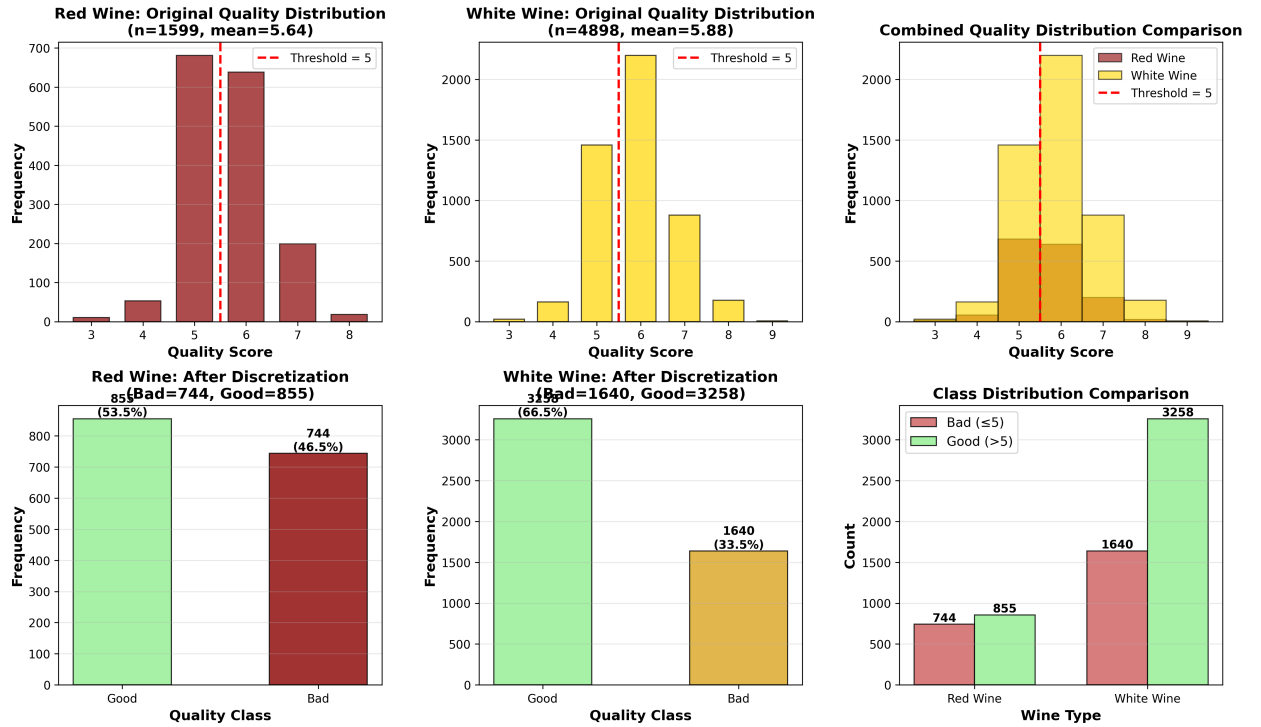 Red Wine: Original Quality Distribution
(n=1599, mean=5.64)
Threshold = 5
700
600
500
400
300
200
100
0
Frequency
3 4 5 6 7 8
Quality Score
White Wine: Original Quality Distribution
(n=4898, mean=5.88)
Threshold = 5
2000
1500
1000
500
0
Frequency
3 4 5 6 7 8 9
Quality Score
Combined Quality Distribution Comparison
Red Wine
White Wine
Threshold = 5
2000
1500
1000
500
0
Frequency
3 4 5 6 7 8 9
Quality Score
Red Wine: After Discretization
(Bad=744, Good=855)
855
(53.5%)
744
(46.5%)
800
700
600
500
400
300
200
100
0
Frequency
Good Bad
Quality Class
White Wine: After Discretization
(Bad=1640, Good=3258)
3258
(66.5%)
1640
(33.5%)
3000
2500
2000
1500
1000
500
0
Frequency
Good Bad
Quality Class
Class Distribution Comparison
Bad (≤5)
Good (>5)
3258
1640
855
744
3000
2500
2000
1500
1000
500
0
Count
Red Wine White Wine
Wine Type